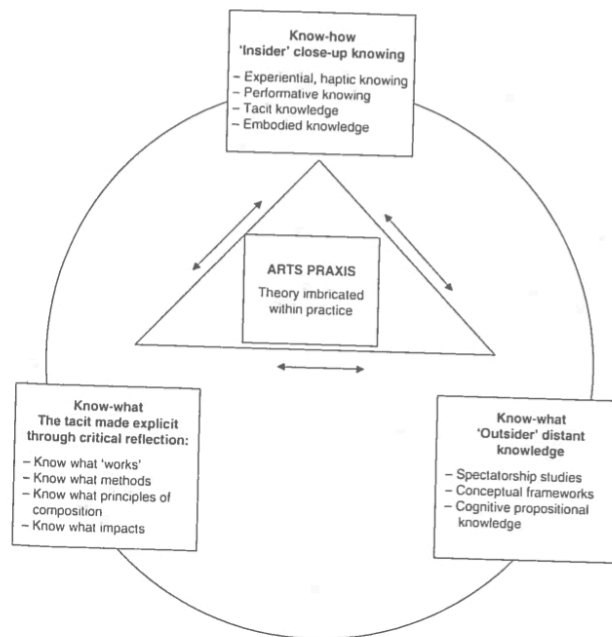 Know-how
'Insider' close-up knowing
– Experiential, haptic knowing
– Performative knowing
– Tacit knowledge
– Embodied knowledge
ARTS PRAXIS
Theory imbricated
within practice
Know-what
The tacit made explicit
through critical reflection:
– Know what 'works'
– Know what methods
– Know what principles of
composition
– Know what impacts
Know-what
'Outsider' distant
knowledge
– Spectatorship studies
– Conceptual frameworks
– Cognitive propositional
knowledge